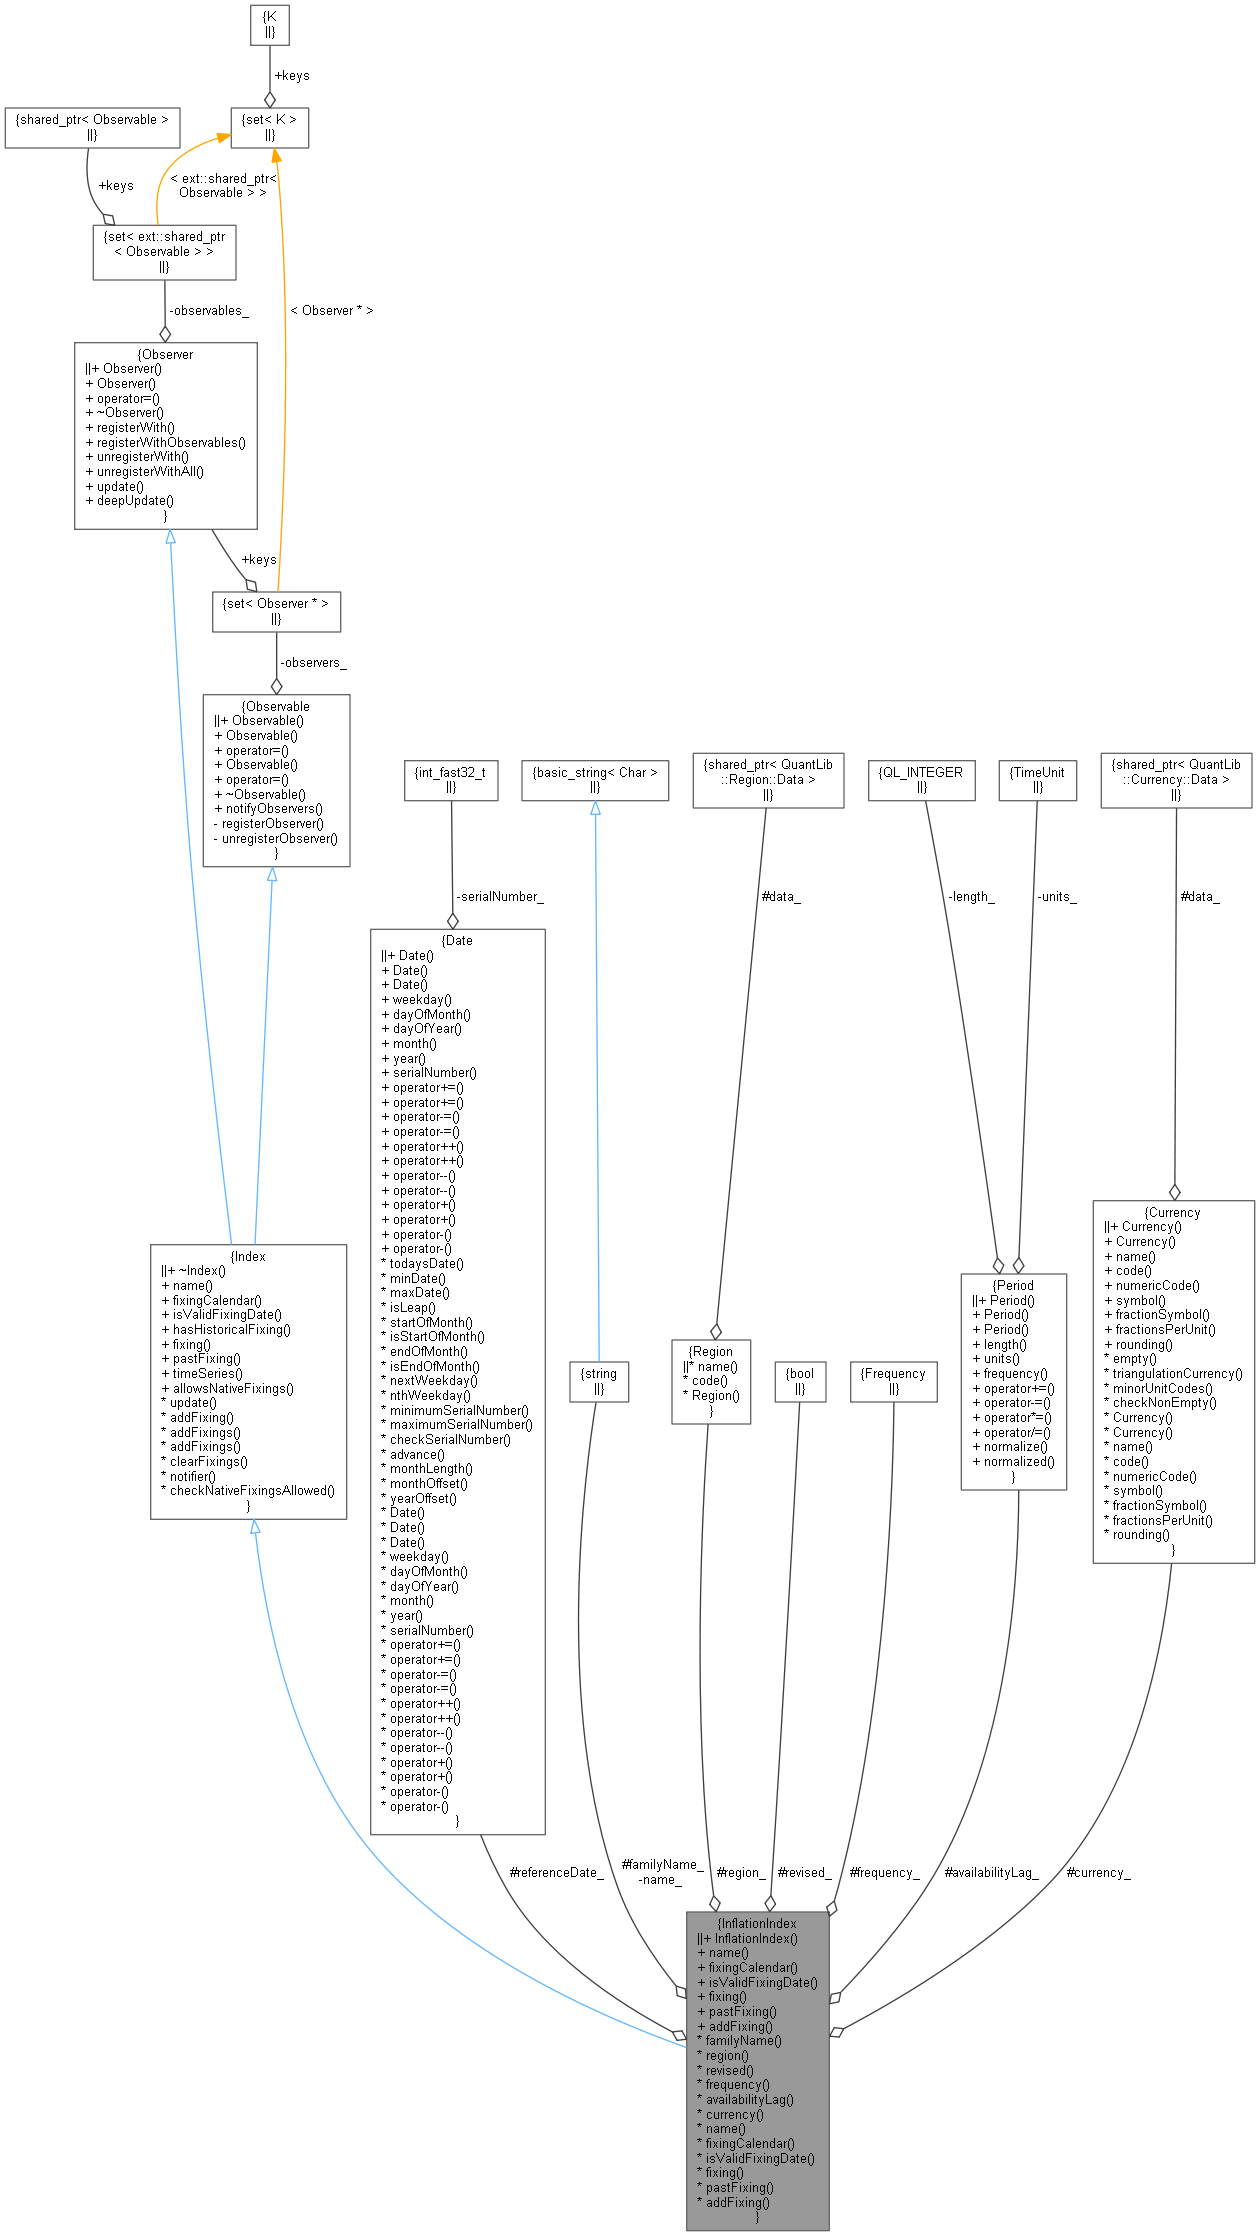 {K
||}
+keys
{shared_ptr< Observable >
||}
{set< K >
||}
+keys
< ext::shared_ptr<
Observable > >
{set< ext::shared_ptr
< Observable > >
||}
-observables_
< Observer * >
{Observer
||+ Observer()
+ Observer()
+ operator=()
+ ~Observer()
+ registerWith()
+ registerWithObservables()
+ unregisterWith()
+ unregisterWithAll()
+ update()
+ deepUpdate()
}
+keys
{set< Observer * >
||}
-observers_
{Observable
||+ Observable()
+ Observable()
+ operator=()
+ Observable()
+ operator=()
+ ~Observable()
+ notifyObservers()
- registerObserver()
- unregisterObserver()
}
{int_fast32_t
||}
{basic_string< Char >
||}
{shared_ptr< QuantLib
::Region::Data >
||}
{QL_INTEGER
||}
{TimeUnit
||}
{shared_ptr< QuantLib
::Currency::Data >
||}
-serialNumber_
#data_
-length_
-units_
#data_
{Date
||+ Date()
+ Date()
+ Date()
+ weekday()
+ dayOfMonth()
+ dayOfYear()
+ month()
+ year()
+ serialNumber()
+ operator+=()
+ operator+=()
+ operator-=()
+ operator-=()
+ operator++()
+ operator++()
+ operator--()
+ operator--()
+ operator+()
+ operator+()
+ operator-()
+ operator-()
* todaysDate()
* minDate()
* maxDate()
* isLeap()
* startOfMonth()
* isStartOfMonth()
* endOfMonth()
* isEndOfMonth()
* nextWeekday()
* nthWeekday()
* minimumSerialNumber()
* maximumSerialNumber()
* checkSerialNumber()
* advance()
* monthLength()
* monthOffset()
* yearOffset()
* Date()
* Date()
* Date()
* weekday()
* dayOfMonth()
* dayOfYear()
* month()
* year()
* serialNumber()
* operator+=()
* operator+=()
* operator-=()
* operator-=()
* operator++()
* operator++()
* operator--()
* operator--()
* operator+()
* operator+()
* operator-()
* operator-()
}
{Index
||+ ~Index()
+ name()
+ fixingCalendar()
+ isValidFixingDate()
+ hasHistoricalFixing()
+ fixing()
+ pastFixing()
+ timeSeries()
+ allowsNativeFixings()
* update()
* addFixing()
* addFixings()
* addFixings()
* clearFixings()
* notifier()
* checkNativeFixingsAllowed()
}
{string
||}
{Region
||* name()
* code()
* Region()
}
{bool
||}
{Frequency
||}
{Period
||+ Period()
+ Period()
+ Period()
+ length()
+ units()
+ frequency()
+ operator+=()
+ operator-=()
+ operator*=()
+ operator/=()
+ normalize()
+ normalized()
}
{Currency
||+ Currency()
+ Currency()
+ name()
+ code()
+ numericCode()
+ symbol()
+ fractionSymbol()
+ fractionsPerUnit()
+ rounding()
* empty()
* triangulationCurrency()
* minorUnitCodes()
* checkNonEmpty()
* Currency()
* Currency()
* name()
* code()
* numericCode()
* symbol()
* fractionSymbol()
* fractionsPerUnit()
* rounding()
}
#referenceDate_
#familyName_
-name_
#region_
#revised_
#frequency_
#availabilityLag_
#currency_
{InflationIndex
||+ InflationIndex()
+ name()
+ fixingCalendar()
+ isValidFixingDate()
+ fixing()
+ pastFixing()
+ addFixing()
* familyName()
* region()
* revised()
* frequency()
* availabilityLag()
* currency()
* name()
* fixingCalendar()
* isValidFixingDate()
* fixing()
* pastFixing()
* addFixing()
}